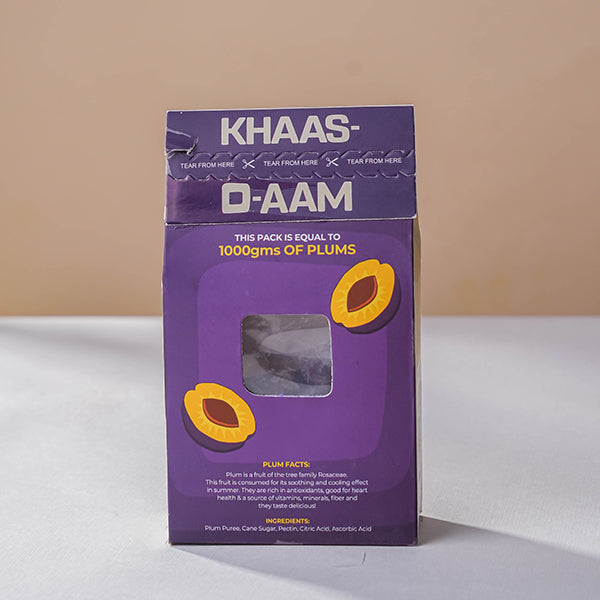 KHAAS-
TEAR FROM HERE TEAR FROM HERE TEAR FROM HERE
O-AAM
THIS PACK IS EQUAL TO
1000gms OF PLUMS
PLUM FACTS:
Plum is a fruit of the tree family Rosaceae.
This fruit is consumed for its soothing and cooling effect
in summer. They are rich in antioxidants, good for heart
health & a source of vitamins, minerals, fiber and
they taste delicious!
INGREDIENTS:
Plum Puree, Cane Sugar, Pectin, Citric Acid, Ascorbic Acid